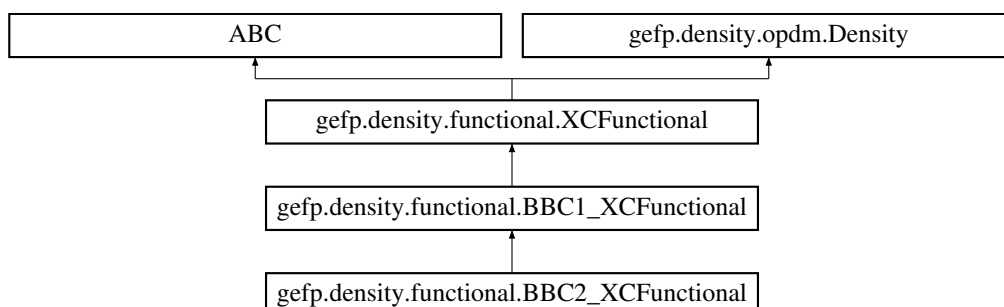 ABC
gefp.density.opdm.Density
gefp.density.functional.XCFunctional
gefp.density.functional.BBC1_XCFunctional
gefp.density.functional.BBC2_XCFunctional